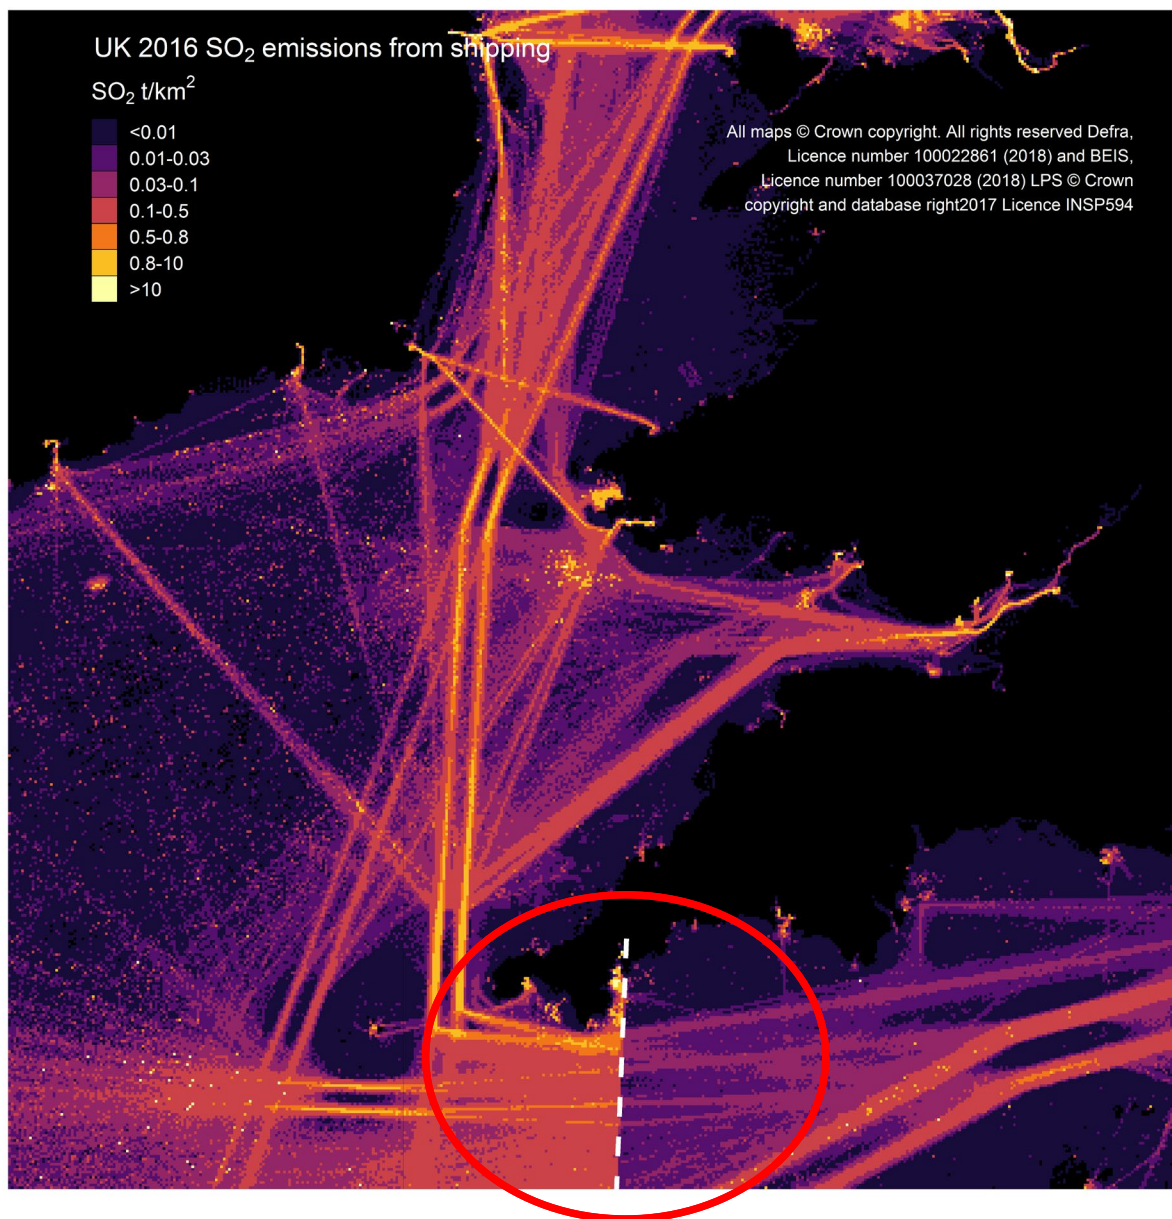 UK 2016 SO₂ emissions from shipping
SO₂ t/km²
<0.01
0.01-0.03
0.03-0.1
0.1-0.5
0.5-0.8
0.8-10
>10
All maps © Crown copyright. All rights reserved Defra,
Licence number 100022861 (2018) and BEIS,
Licence number 100037028 (2018) LPS © Crown
copyright and database right2017 Licence INSP594